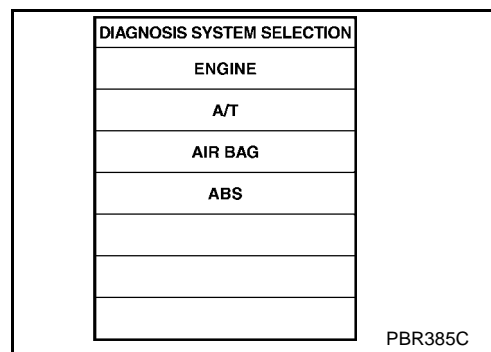 DIAGNOSIS SYSTEM SELECTION
ENGINE
A/T
AIR BAG
ABS
PBR385C